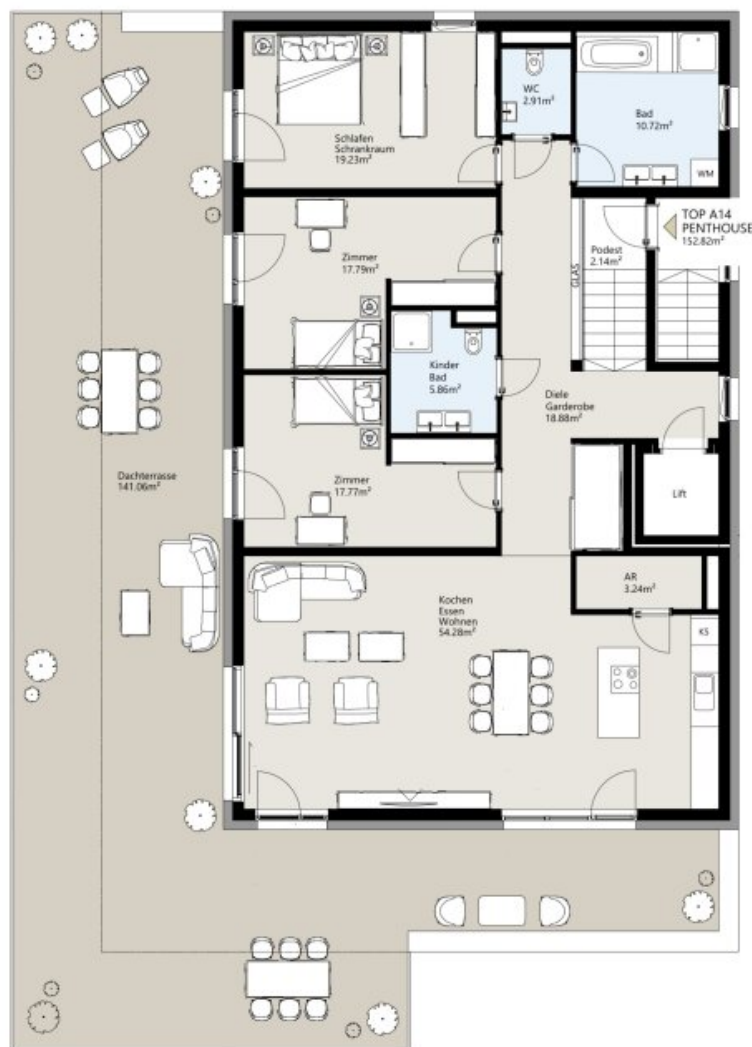 WC
2.91m²
Bad
10.72m²
Schlafen
Schrankraum
19.23m²
WM
TOP A14
PENTHOUSE
152.82m²
Podest
2.14m²
GLAS
Zimmer
17.79m²
Kinder
Bad
5.86m²
Diele
Garderobe
18.88m²
Dachterrasse
141.06m²
Zimmer
17.77m²
Lift
AR
3.24m²
Kochen
Essen
Wohnen
54.28m²
KS